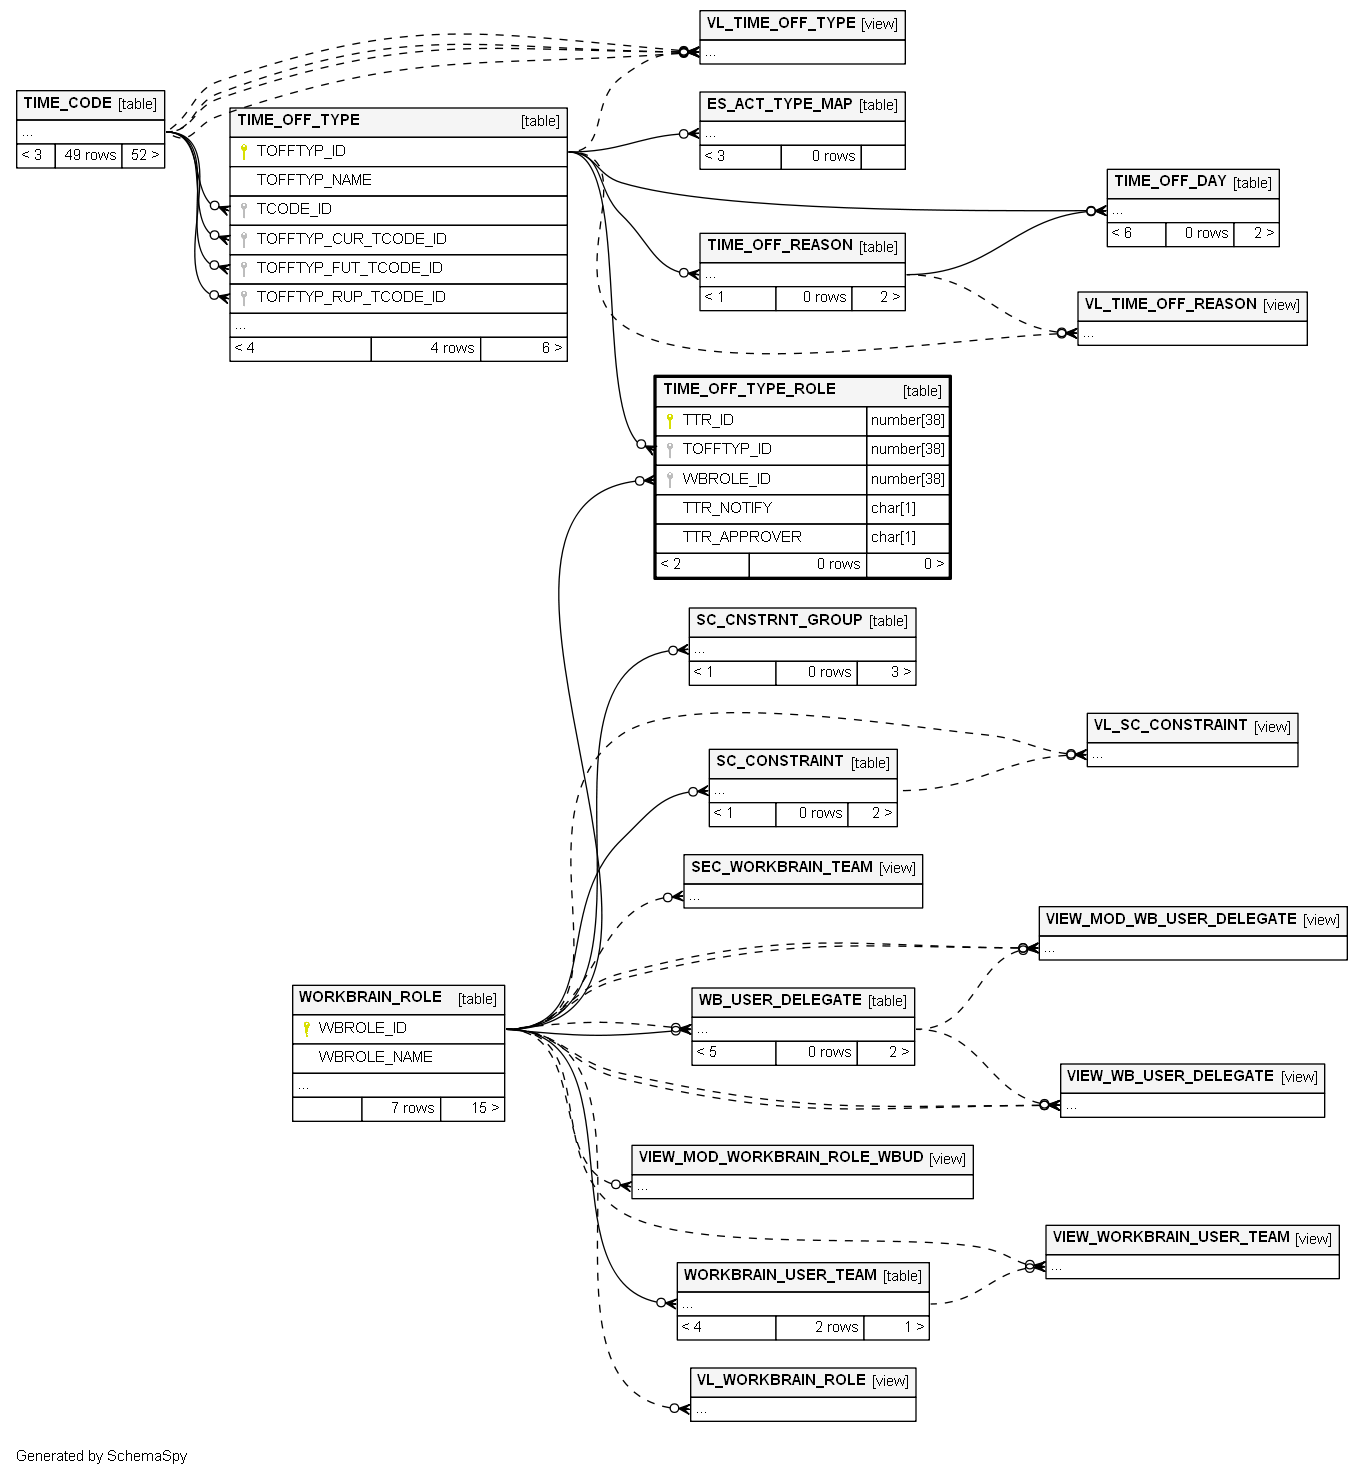 VL_TIME_OFF_TYPE [view]
...
TIME_CODE [table]
...
< 3 49 rows 52 >
TIME_OFF_TYPE [table]
TOFFTYP_ID
TOFFTYP_NAME
TCODE_ID
TOFFTYP_CUR_TCODE_ID
TOFFTYP_FUT_TCODE_ID
TOFFTYP_RUP_TCODE_ID
...
< 4 4 rows 6 >
ES_ACT_TYPE_MAP [table]
...
< 3 0 rows
TIME_OFF_DAY [table]
...
< 6 0 rows 2 >
TIME_OFF_REASON [table]
...
< 1 0 rows 2 >
VL_TIME_OFF_REASON [view]
...
TIME_OFF_TYPE_ROLE [table]
TTR_ID number[38]
TOFFTYP_ID number[38]
WBROLE_ID number[38]
TTR_NOTIFY char[1]
TTR_APPROVER char[1]
< 2 0 rows 0 >
SC_CNSTRNT_GROUP [table]
...
< 1 0 rows 3 >
VL_SC_CONSTRAINT [view]
...
SC_CONSTRAINT [table]
...
< 1 0 rows 2 >
SEC_WORKBRAIN_TEAM [view]
...
VIEW_MOD_WB_USER_DELEGATE [view]
...
WORKBRAIN_ROLE [table]
WBROLE_ID
WBROLE_NAME
...
7 rows 15 >
WB_USER_DELEGATE [table]
...
< 5 0 rows 2 >
VIEW_WB_USER_DELEGATE [view]
...
VIEW_MOD_WORKBRAIN_ROLE_WBUD [view]
...
VIEW_WORKBRAIN_USER_TEAM [view]
...
WORKBRAIN_USER_TEAM [table]
...
< 4 2 rows 1 >
VL_WORKBRAIN_ROLE [view]
...
Generated by SchemaSpy